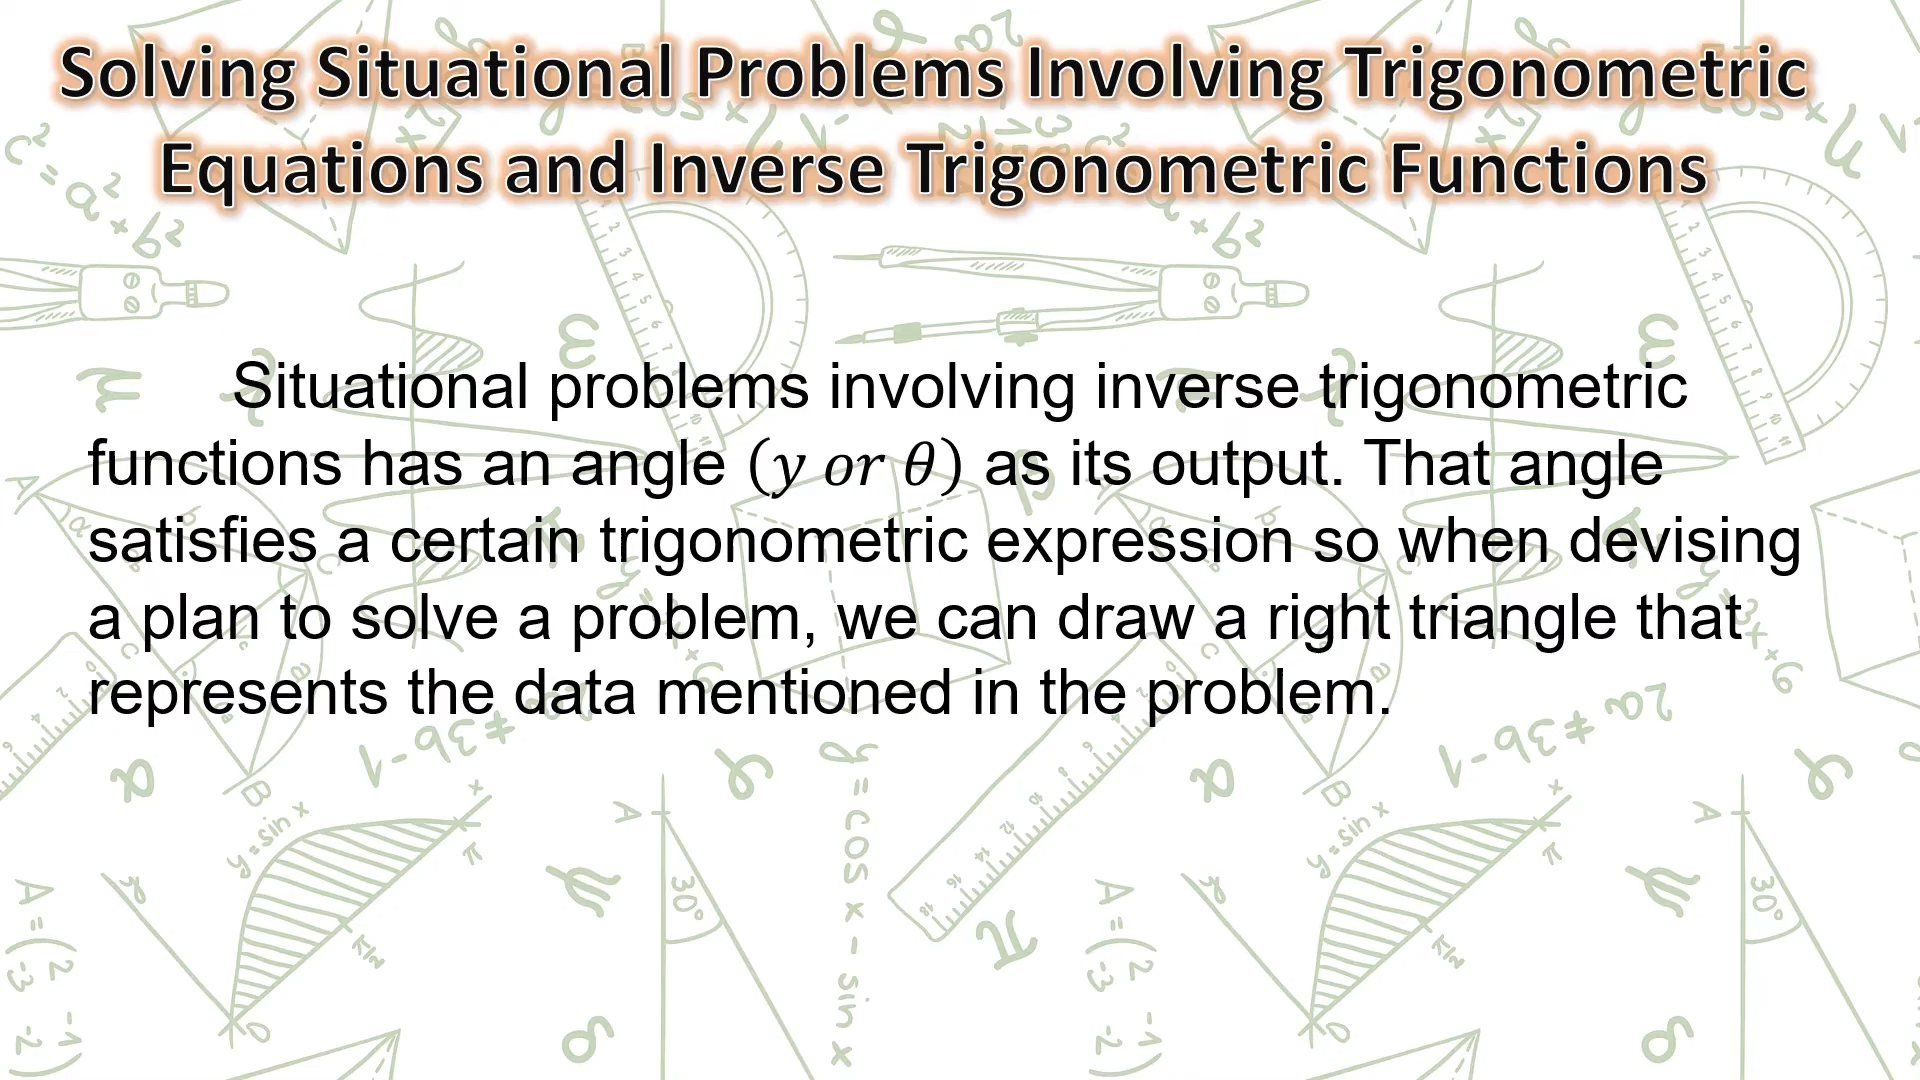 Solving Situational Problems Involving Trigonometric
Equations and Inverse Trigonometric Functions
Situational problems involving inverse trigonometric
functions has an angle (y or θ) as its output. That angle
satisfies a certain trigonometric expression so when devising
a plan to solve a problem, we can draw a right triangle that
represents the data mentioned in the problem.